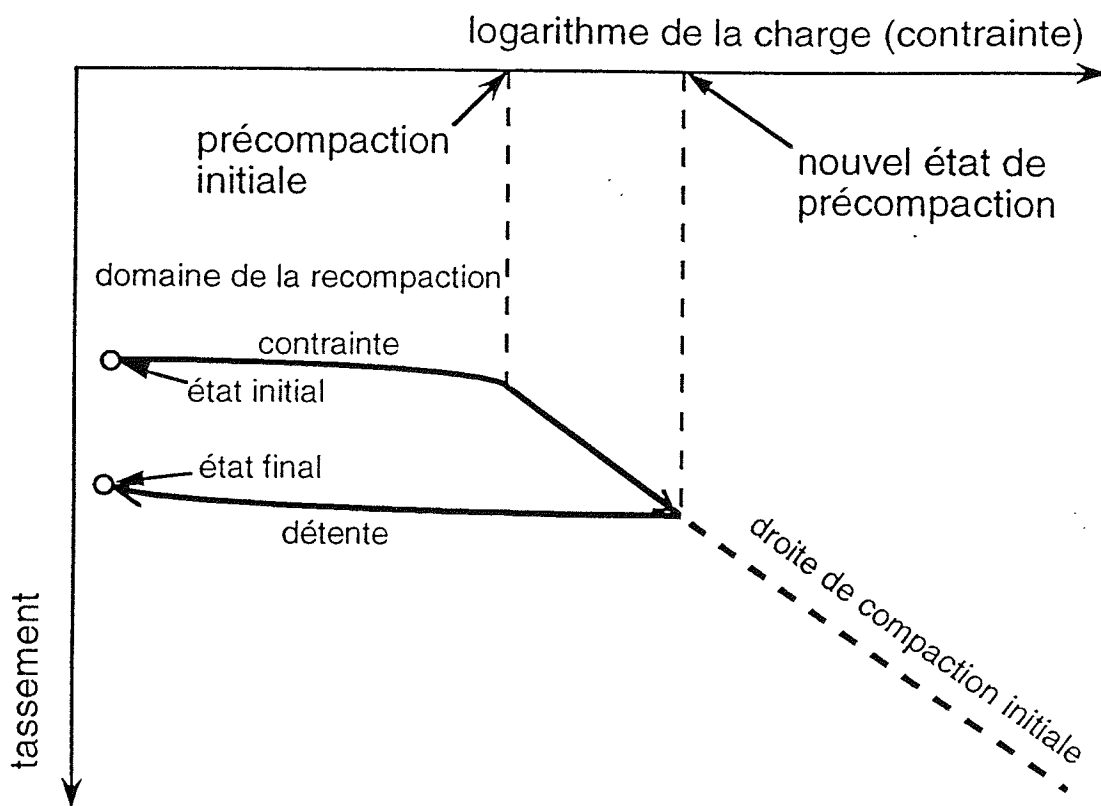 logarithme de la charge (contrainte)
précompaction
initiale
nouvel état de
précompaction
domaine de la recompaction
contrainte
état initial
état final
détente
droite de compaction initiale
tassement